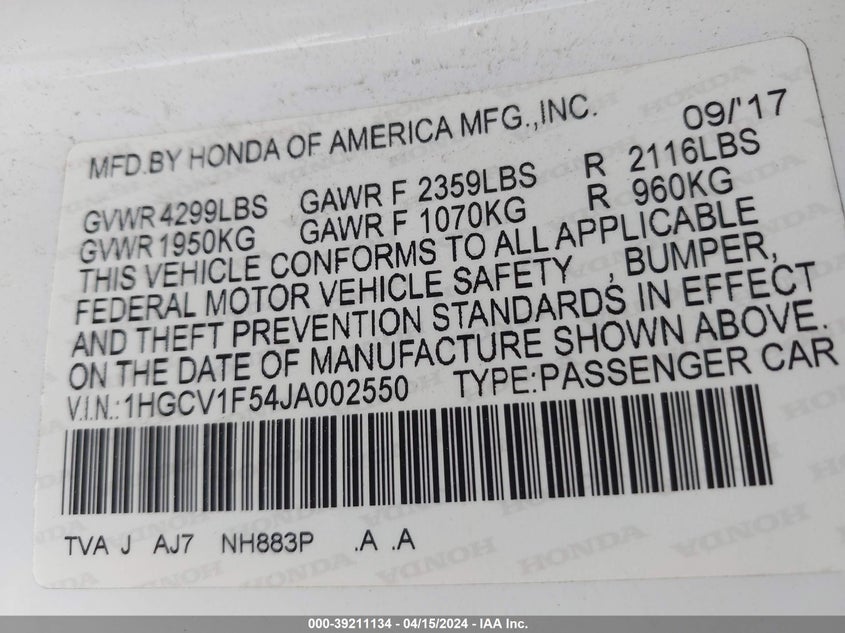 MFD.BY HONDA OF AMERICA MFG.,INC. 09/'17
GVWR 4299LBS GAWR F 2359LBS R 2116LBS
GVWR 1950KG GAWR F 1070KG R 960KG
THIS VEHICLE CONFORMS TO ALL APPLICABLE
FEDERAL MOTOR VEHICLE SAFETY , BUMPER,
AND THEFT PREVENTION STANDARDS IN EFFECT
ON THE DATE OF MANUFACTURE SHOWN ABOVE.
V.I.N.:1HGCV1F54JA002550 TYPE:PASSENGER CAR
TVA J AJ7 NH883P .A .A
000-39211134 - 04/15/2024 - IAA Inc.